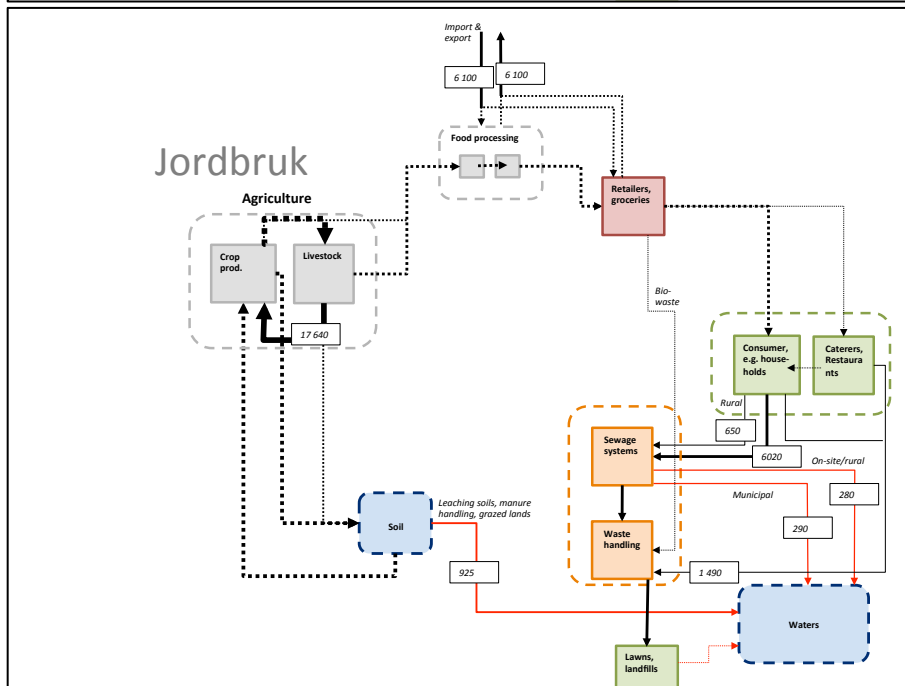 Import &
export
6 100
6 100
Food processing
Jordbruk
Agriculture
Retailers,
groceries
Crop
prod.
Livestock
Bio-
waste
17 640
Consumer,
e.g. house-
holds
Caterers,
Restaura
nts
Rural
650
Sewage
systems
6020
On-site/rural
Leaching soils, manure
handling, grazed lands
Municipal
280
290
Soil
Waste
handling
925
1 490
Waters
Lawns,
landfills